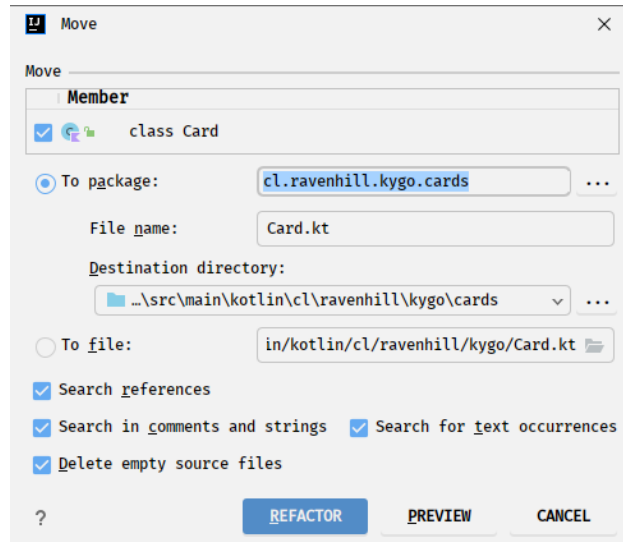 IJ Move
Move
Member
class Card
To package: cl.ravenhill.kygo.cards ...
File name: Card.kt
Destination directory:
…\src\main\kotlin\cl\ravenhill\kygo\cards ...
To file: in/kotlin/cl/ravenhill/kygo/Card.kt
Search references
Search in comments and strings Search for text occurrences
Delete empty source files
? REFACTOR PREVIEW CANCEL